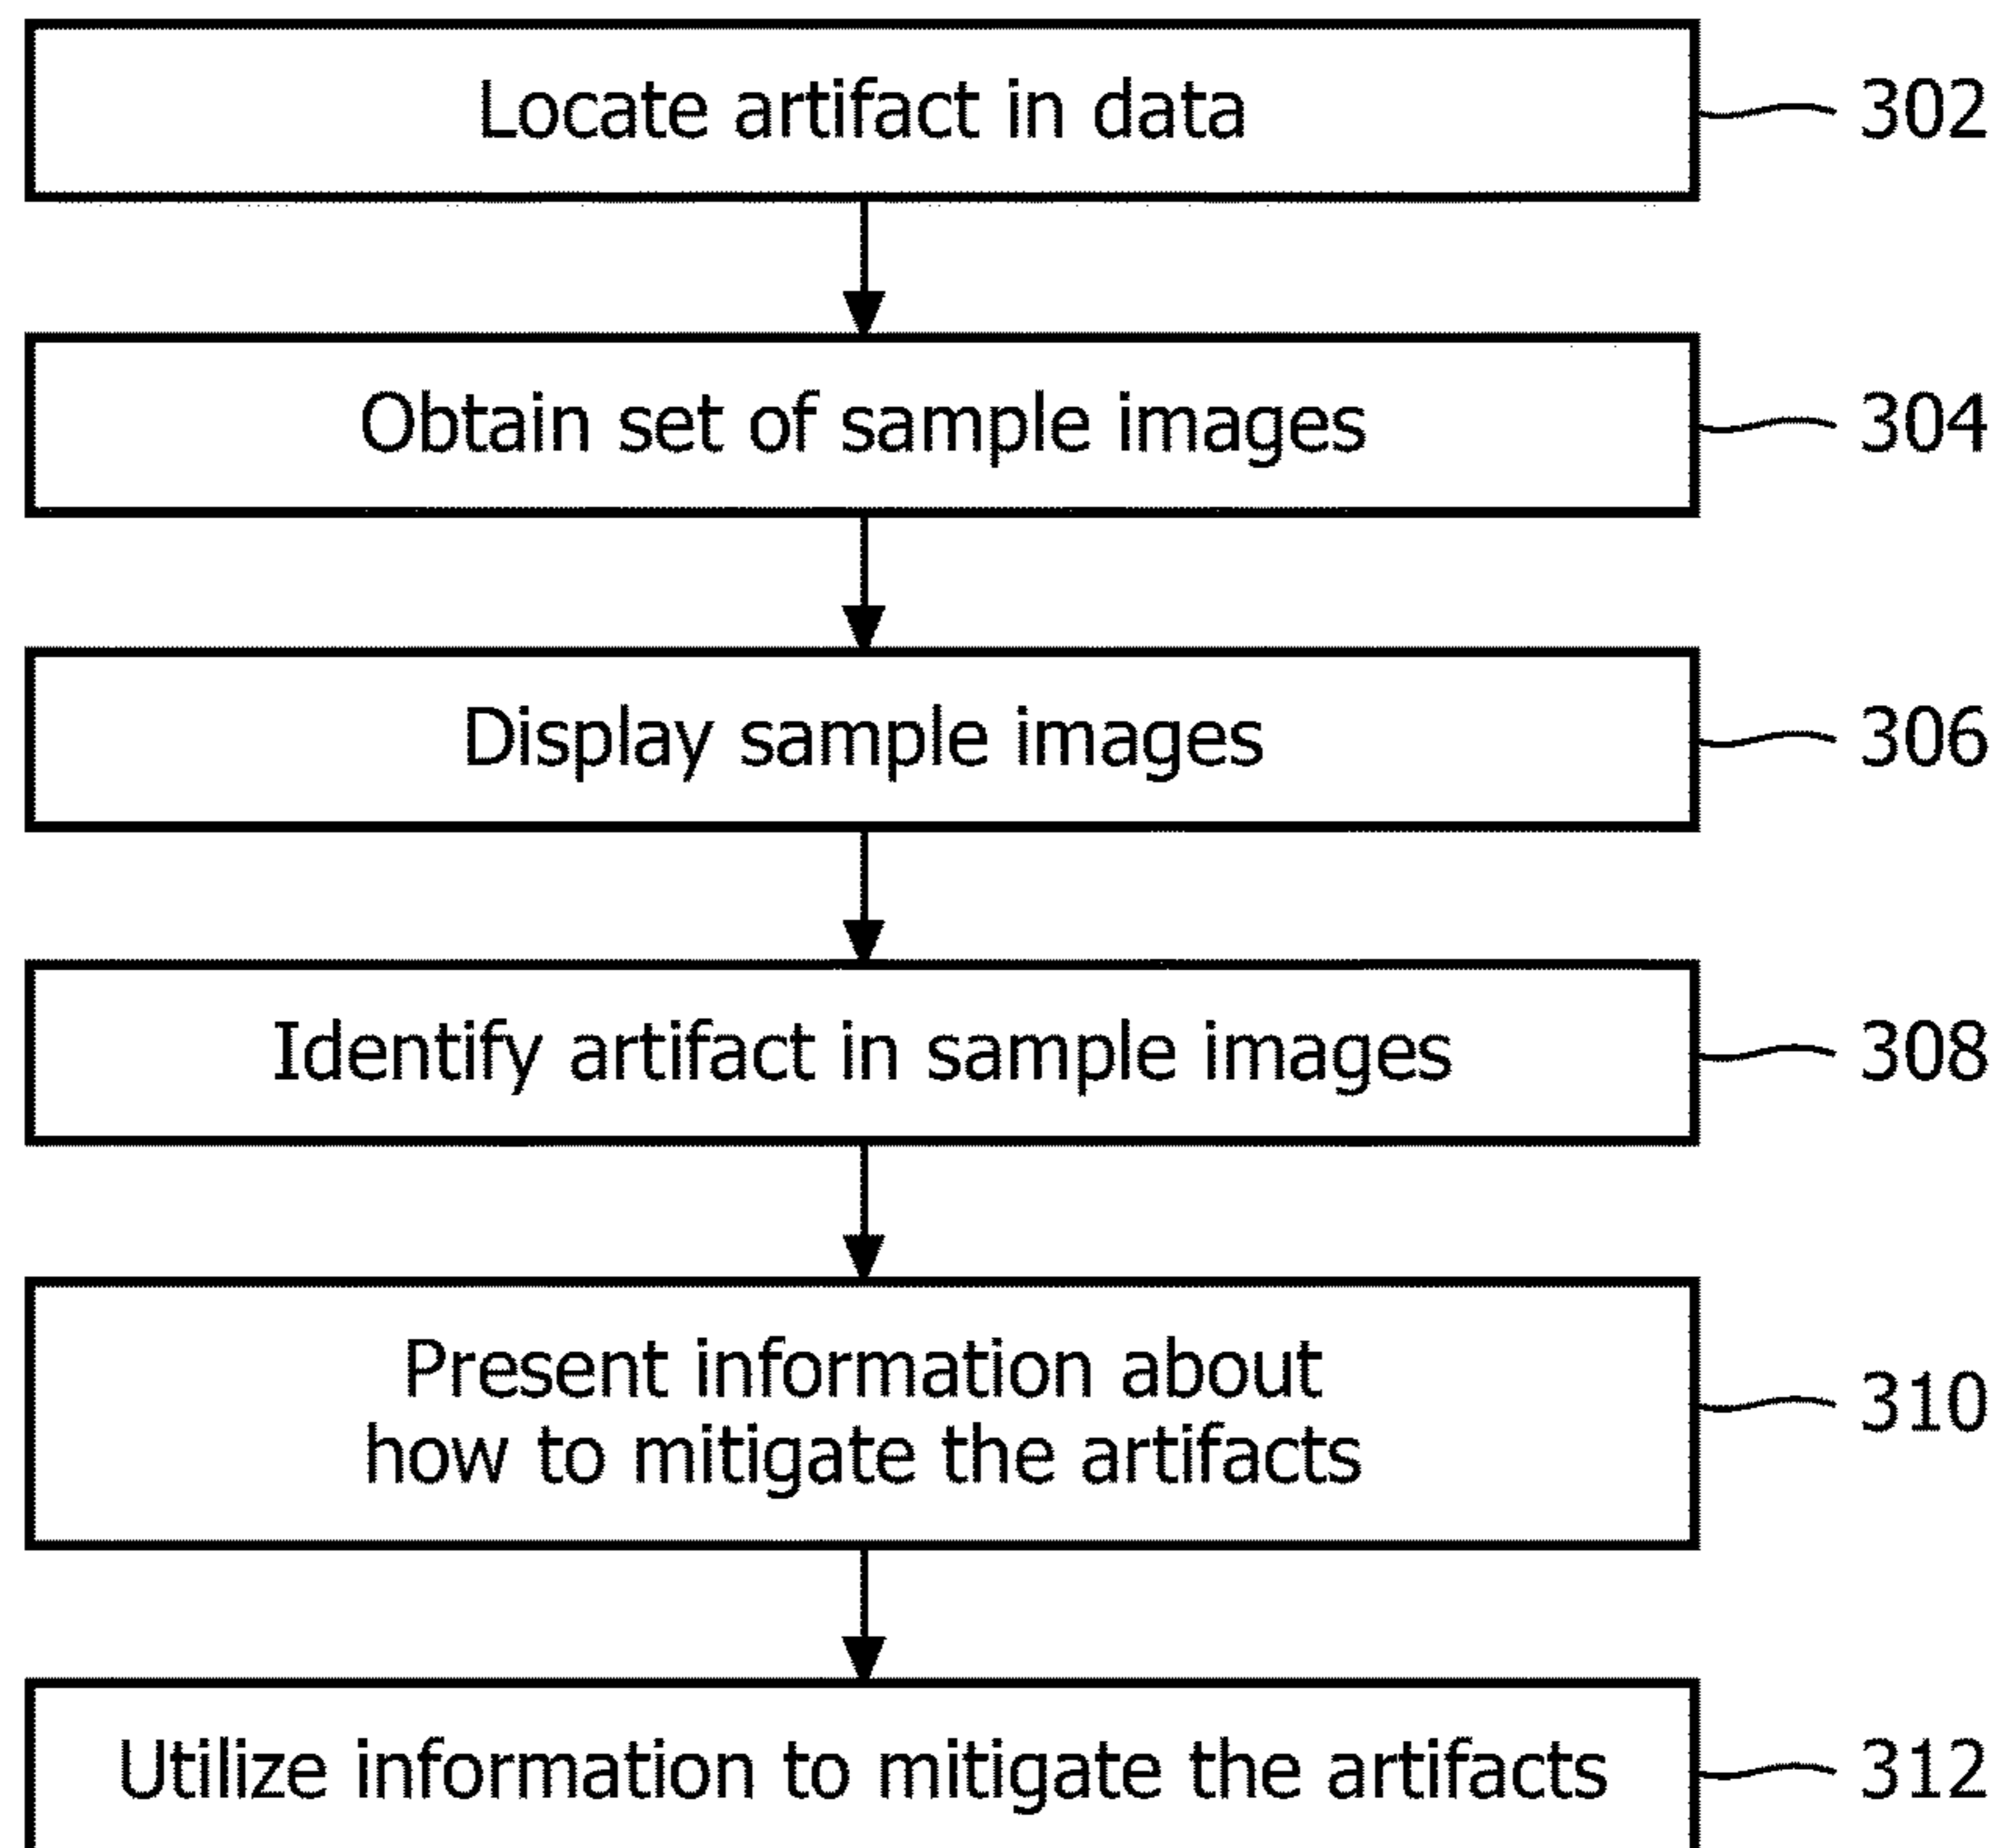 Locate artifact in data
302
Obtain set of sample images
304
Display sample images
306
Identify artifact in sample images
308
Present information about
how to mitigate the artifacts
310
Utilize information to mitigate the artifacts
312